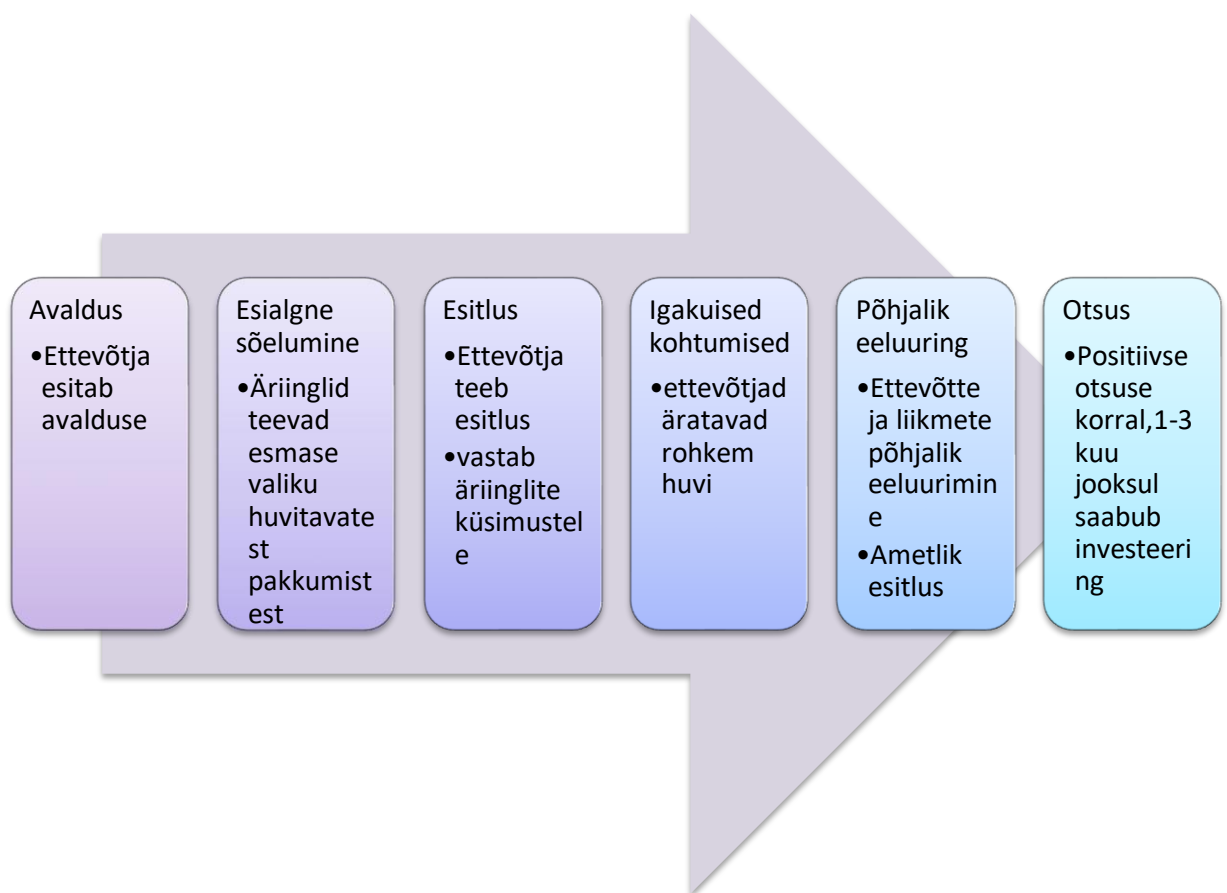 Avaldus
•Ettevõtja
esitab
avalduse
Esialgne
sõelumine
•Äriinglid
teevad
esmase
valiku
huvitavate
st
pakkumist
est
Esitlus
•Ettevõtja
teeb
esitlus
•vastab
äriinglite
küsimustel
e
Igakuised
kohtumised
•ettevõtjad
äratavad
rohkem
huvi
Põhjalik
eeluuring
•Ettevõtte
ja liikmete
põhjalik
eeluurimin
e
•Ametlik
esitlus
Otsus
•Positiivse
otsuse
korral,1-3
kuu
jooksul
saabub
investeeri
ng